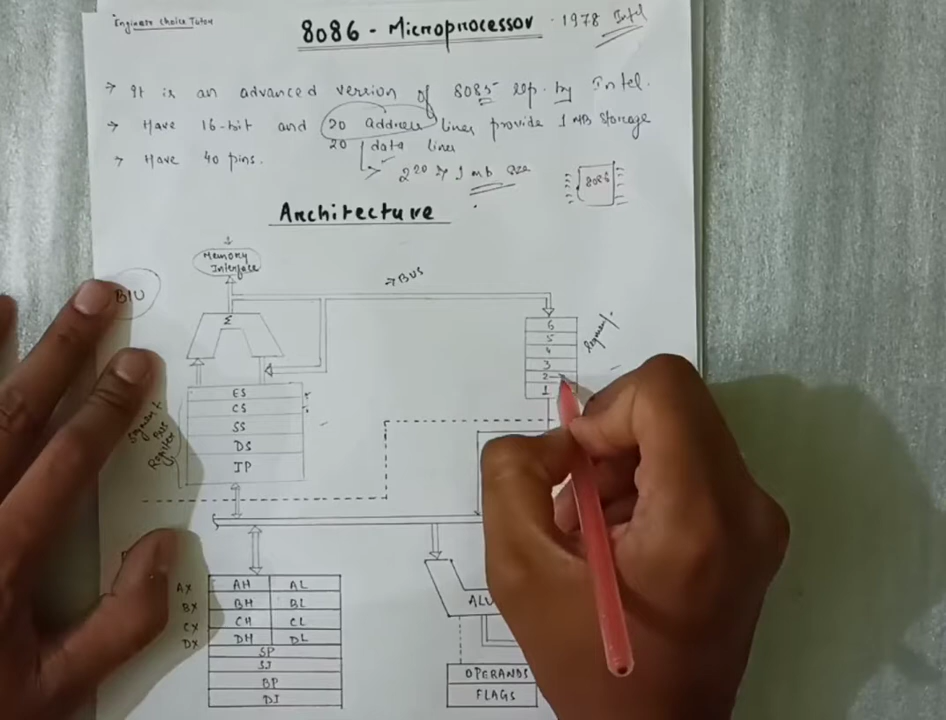 Engineers Choice Tutor
8086 - Microprocessor - 1978 Intel
→ It is an advanced version of 8085 by Intel.
→ Have 16-bit and 20 address lines provide 1 MB storage
20 data lines
→ Have 40 pins.
1 mb size
8086
Architecture
Memory
Interface
→ BUS
BIU
Σ
6
5
4
3
2
1
Segment
Register
ES
CS
SS
DS
IP
AX AH AL
BX BH BL
CX CH CL
DX DH DL
SP
SI
BP
DI
ALU
OPERANDS
FLAGS